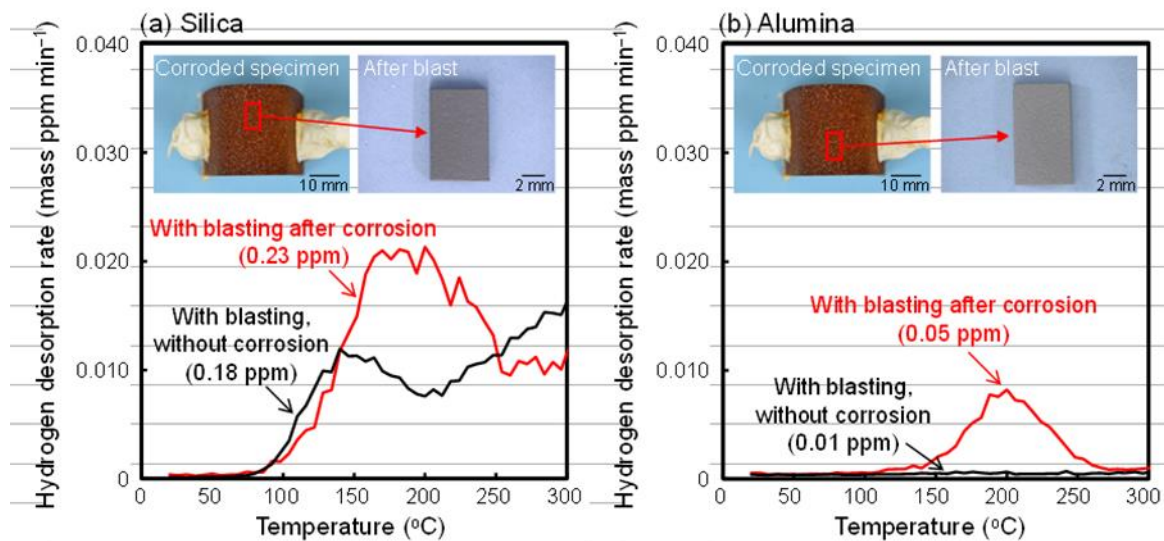 (a) Silica
Hydrogen desorption rate (mass ppm min⁻¹)
0.040
0.030
0.020
0.010
0
Corroded specimen
10 mm
After blast
2 mm
With blasting after corrosion
(0.23 ppm)
With blasting,
without corrosion
(0.18 ppm)
0 50 100 150 200 250 300
Temperature (°C)
(b) Alumina
Hydrogen desorption rate (mass ppm min⁻¹)
0.040
0.030
0.020
0.010
0
Corroded specimen
10 mm
After blast
2 mm
With blasting after corrosion
(0.05 ppm)
With blasting,
without corrosion
(0.01 ppm)
0 50 100 150 200 250 300
Temperature (°C)